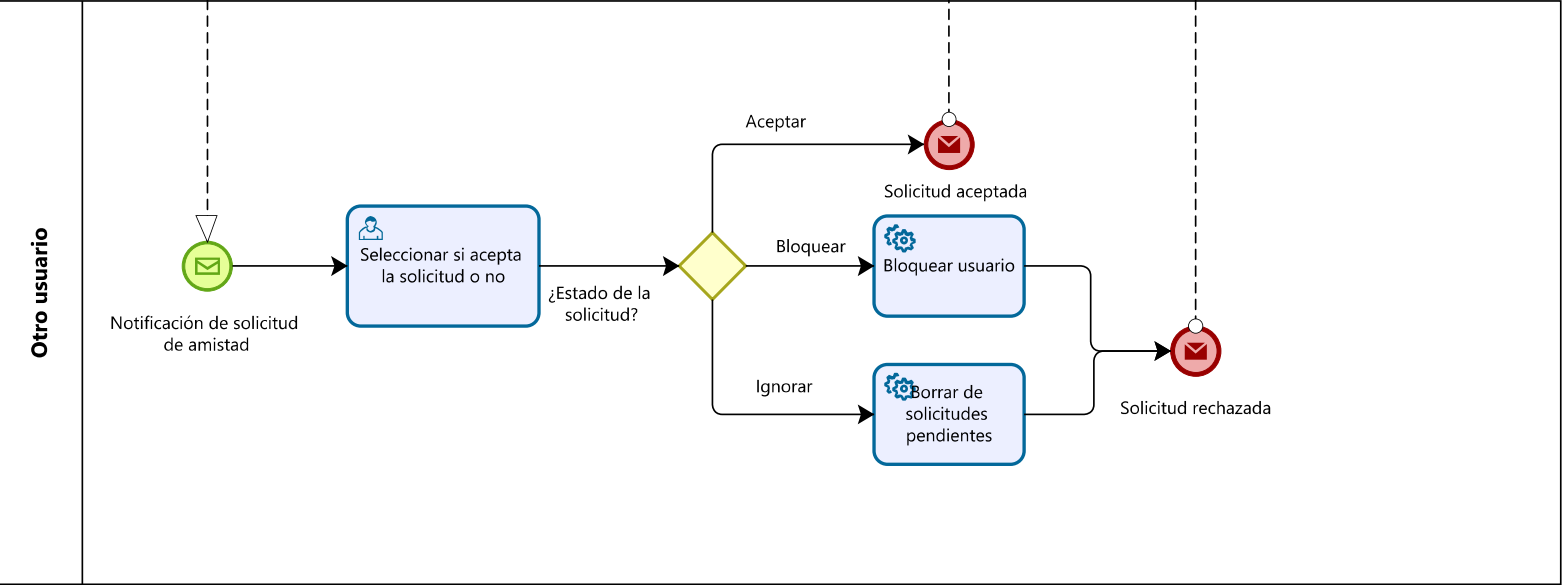 Otro usuario
Notificación de solicitud
de amistad
Seleccionar si acepta
la solicitud o no
¿Estado de la
solicitud?
Aceptar
Solicitud aceptada
Bloquear
Bloquear usuario
Ignorar
Borrar de
solicitudes
pendientes
Solicitud rechazada